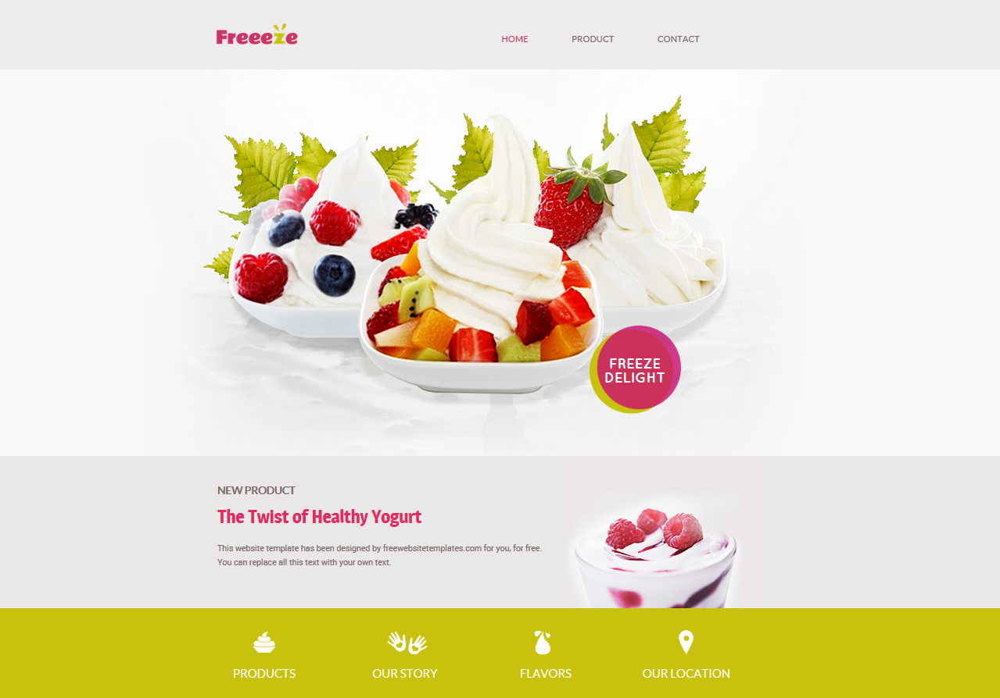 Freeeze
HOME PRODUCT CONTACT
FREEZE
DELIGHT
NEW PRODUCT
The Twist of Healthy Yogurt
This website template has been designed by freewebsitetemplates.com for you, for free.
You can replace all this text with your own text.
PRODUCTS OUR STORY FLAVORS OUR LOCATION